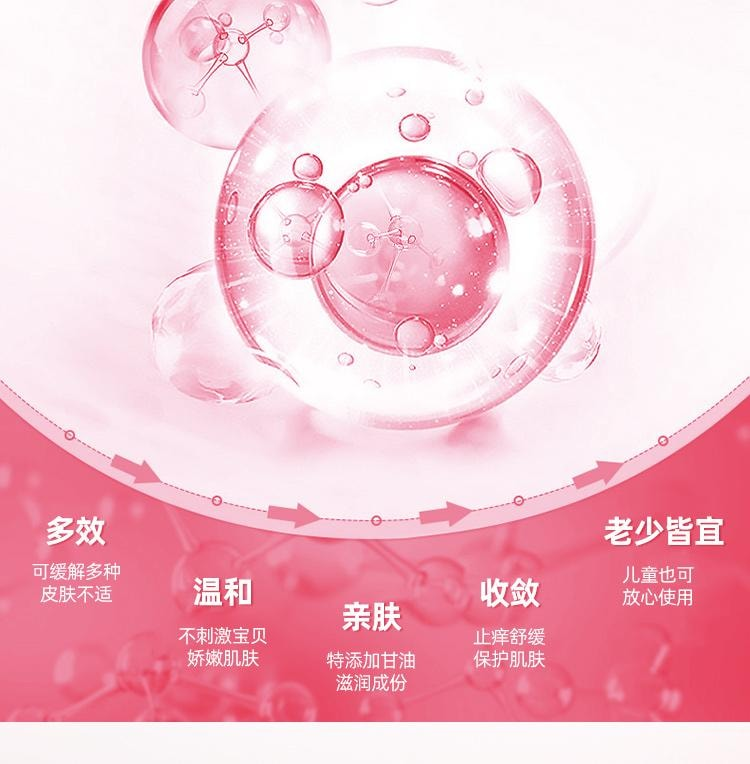 多效
可缓解多种
皮肤不适
温和
不刺激宝贝
娇嫩肌肤
亲肤
特添加甘油
滋润成份
收敛
止痒舒缓
保护肌肤
老少皆宜
儿童也可
放心使用